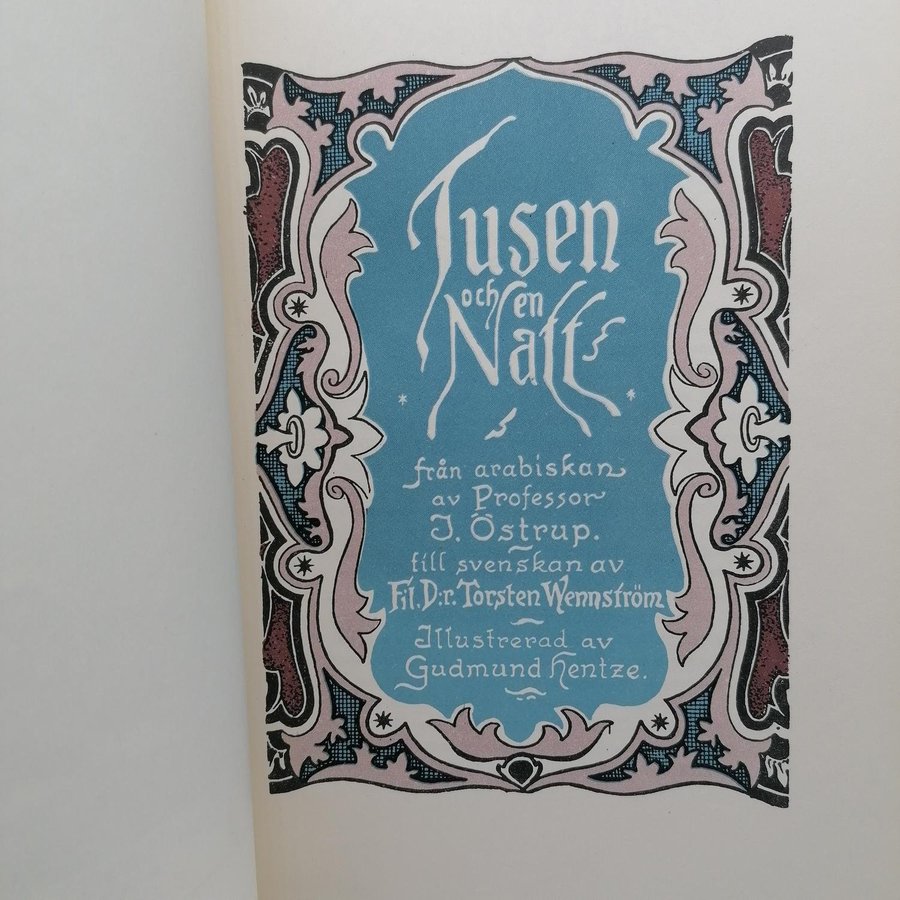 Tusen
och en
Natt
från arabiskan
av Professor
J. Östrup.
till svenskan av
Fil. D:r. Torsten Wennström
Illustrerad av
Gudmund Hentze.